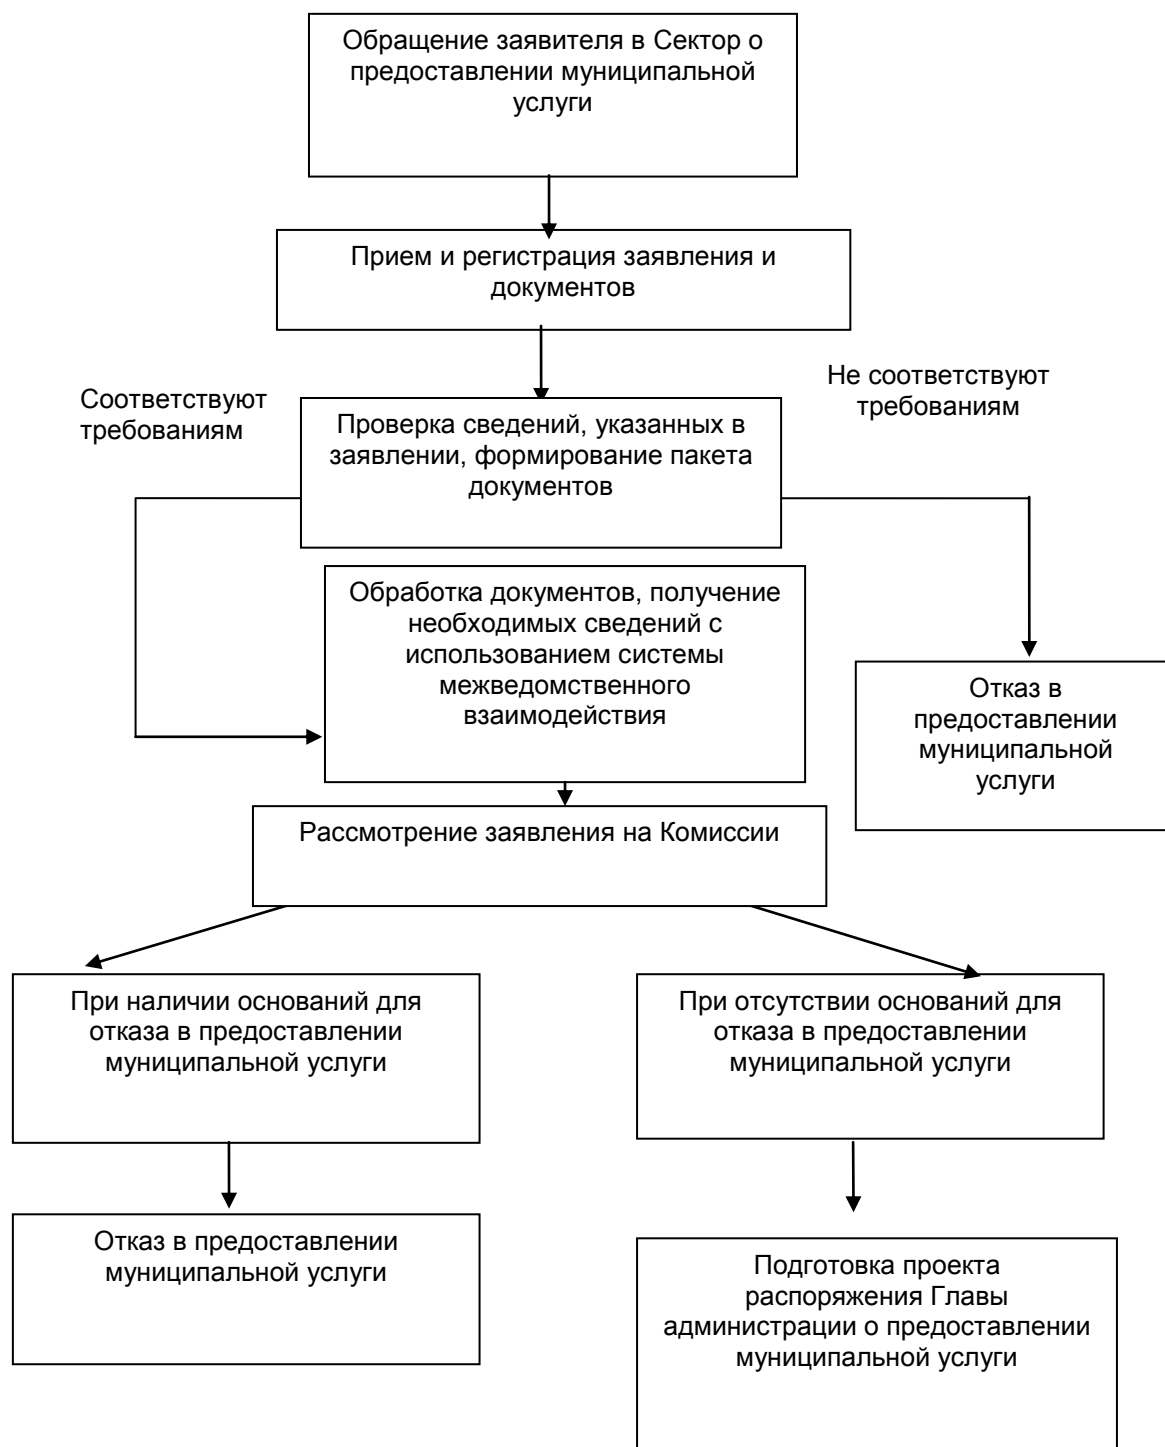 Обращение заявителя в Сектор о
предоставлении муниципальной
услуги
Прием и регистрация заявления и
документов
Соответствуют
требованиям
Не соответствуют
требованиям
Проверка сведений, указанных в
заявлении, формирование пакета
документов
Обработка документов, получение
необходимых сведений с
использованием системы
межведомственного
взаимодействия
Отказ в
предоставлении
муниципальной
услуги
Рассмотрение заявления на Комиссии
При наличии оснований для
отказа в предоставлении
муниципальной услуги
При отсутствии оснований для
отказа в предоставлении
муниципальной услуги
Отказ в предоставлении
муниципальной услуги
Подготовка проекта
распоряжения Главы
администрации о предоставлении
муниципальной услуги